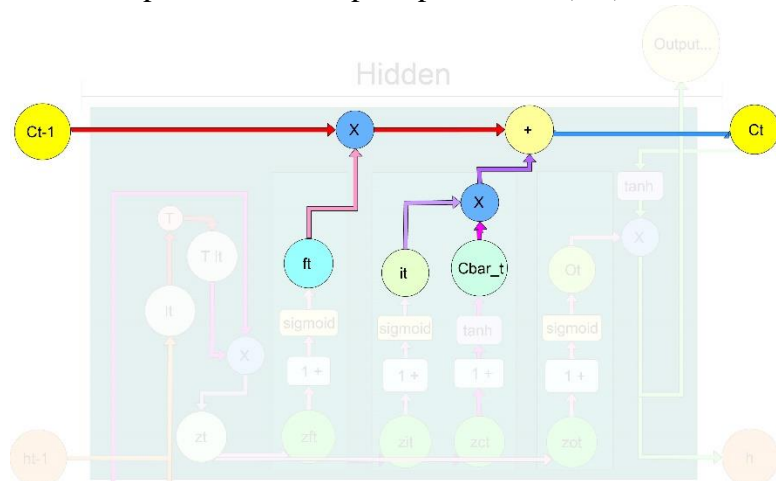 Output...
Hidden
Ct-1
X
+
Ct
tanh
T
X
X
T It
ft
it
Cbar_t
Ot
It
sigmoid
sigmoid
tanh
sigmoid
X
1 +
1 +
1 +
1 +
zt
zft
zit
zct
zot
ht-1
h